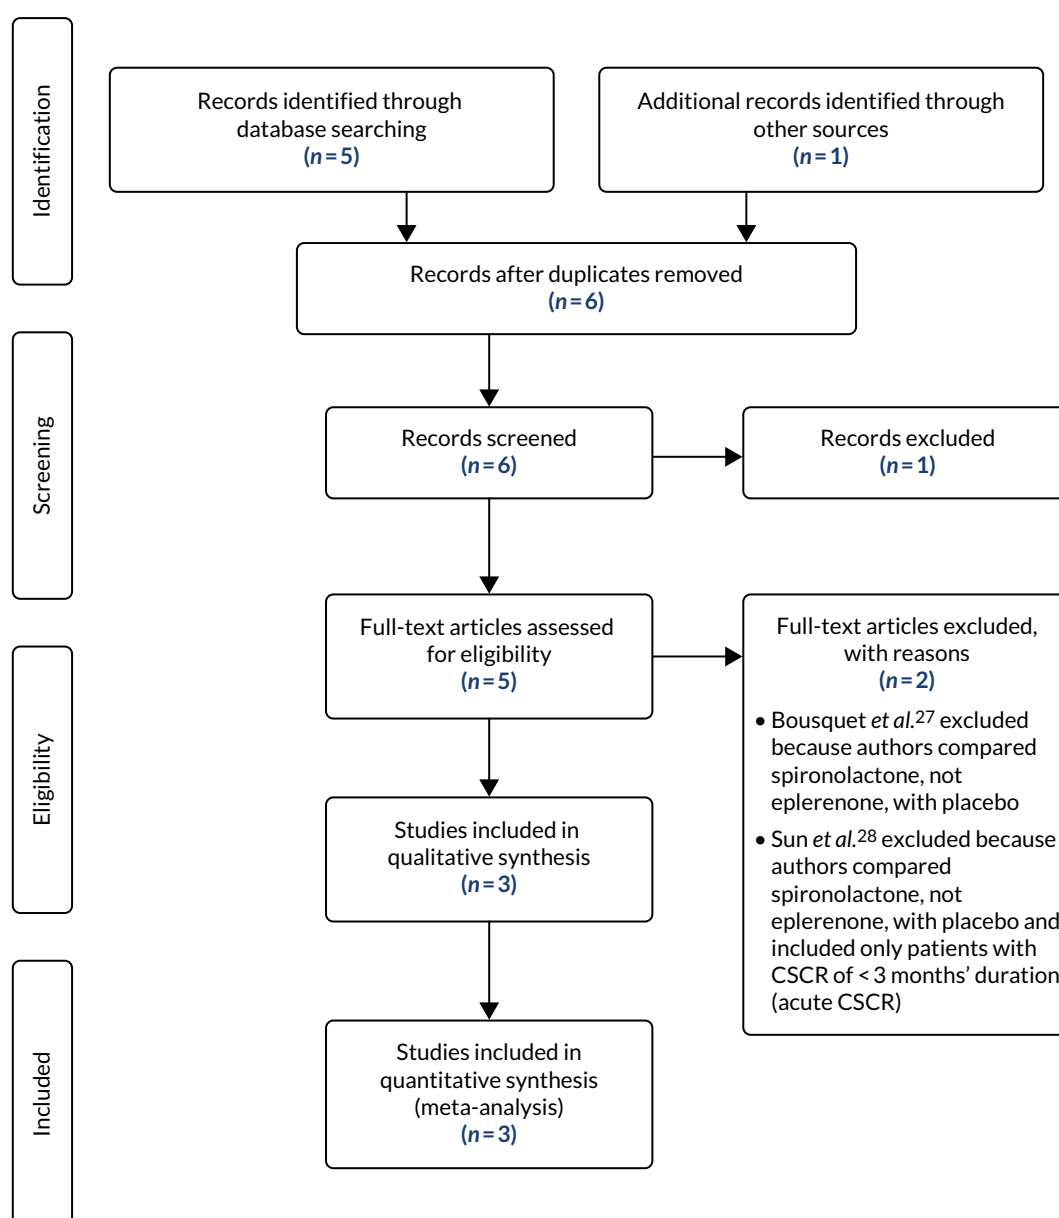 Identification
Records identified through
database searching
(n=5)
Additional records identified through
other sources
(n=1)
Records after duplicates removed
(n=6)
Screening
Records screened
(n=6)
Records excluded
(n=1)
Eligibility
Full-text articles assessed
for eligibility
(n=5)
Full-text articles excluded,
with reasons
(n=2)
• Bousquet et al.27 excluded
because authors compared
spironolactone, not
eplerenone, with placebo
• Sun et al.28 excluded because
authors compared
spironolactone, not
eplerenone, with placebo and
included only patients with
CSCR of <3 months’ duration
(acute CSCR)
Studies included in
qualitative synthesis
(n=3)
Included
Studies included in
quantitative synthesis
(meta-analysis)
(n=3)